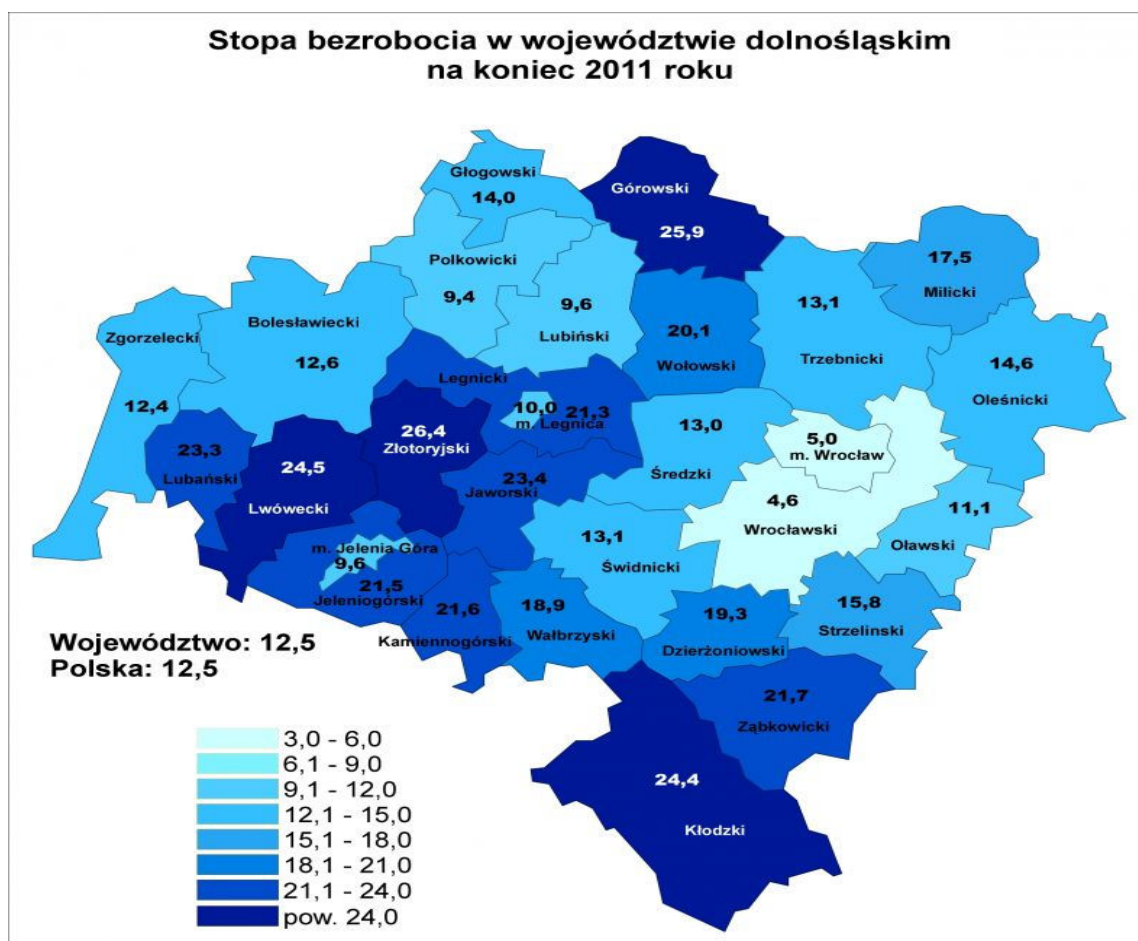 Stopa bezrobocia w województwie dolnośląskim
na koniec 2011 roku
Głogowski
14,0
Górowski
25,9
Polkowicki
9,4
9,6
Lubiński
17,5
Milicki
13,1
Trzebnicki
20,1
Wołowski
14,6
Oleśnicki
Zgorzelecki
12,4
Bolesławiecki
12,6
Legnicki
21,3
10,0
m. Legnica
26,4
Złotoryjski
13,0
Średzki
5,0
m. Wrocław
4,6
Wrocławski
11,1
Oławski
23,3
Lubański
24,5
Lwówecki
23,4
Jaworski
m. Jelenia Góra
9,6
21,5
Jeleniogórski
21,6
Kamiennogórski
13,1
Świdnicki
18,9
Wałbrzyski
19,3
Dzierżoniowski
15,8
Strzelinski
21,7
Ząbkowicki
24,4
Kłodzki
Województwo: 12,5
Polska: 12,5
3,0 - 6,0
6,1 - 9,0
9,1 - 12,0
12,1 - 15,0
15,1 - 18,0
18,1 - 21,0
21,1 - 24,0
pow. 24,0